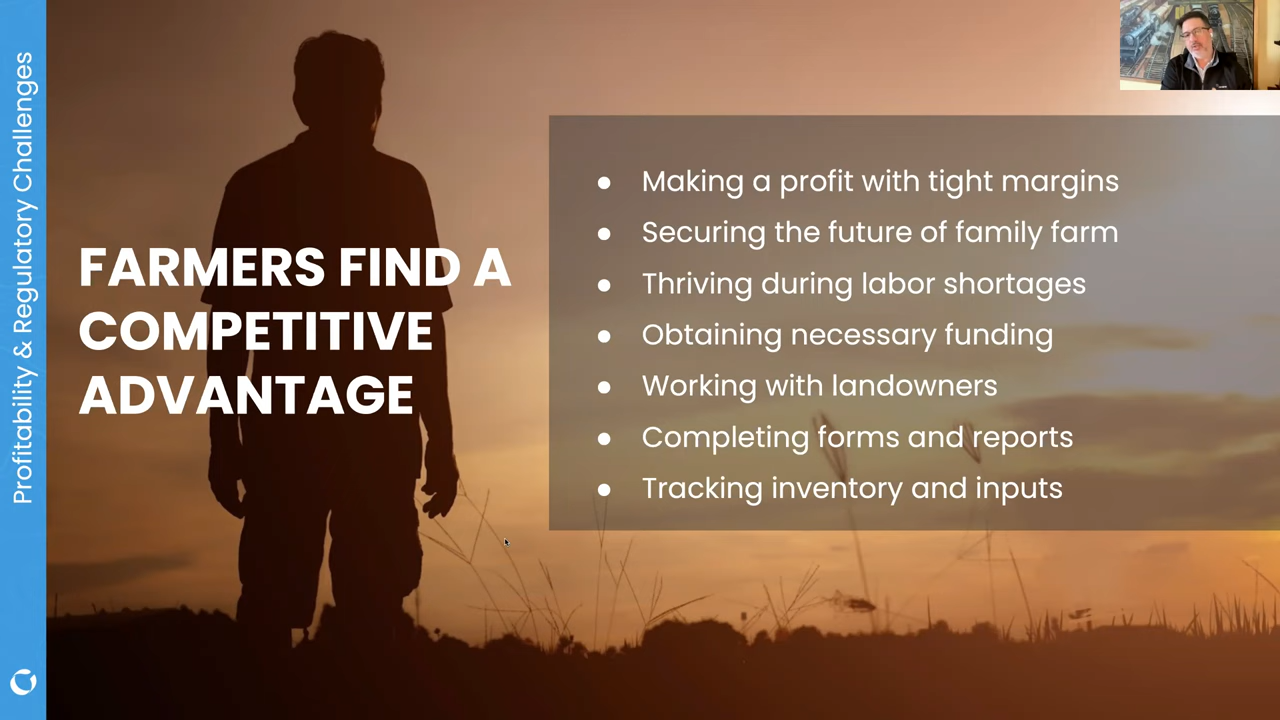 Profitability & Regulatory Challenges
FARMERS FIND A
COMPETITIVE
ADVANTAGE
● Making a profit with tight margins
● Securing the future of family farm
● Thriving during labor shortages
● Obtaining necessary funding
● Working with landowners
● Completing forms and reports
● Tracking inventory and inputs